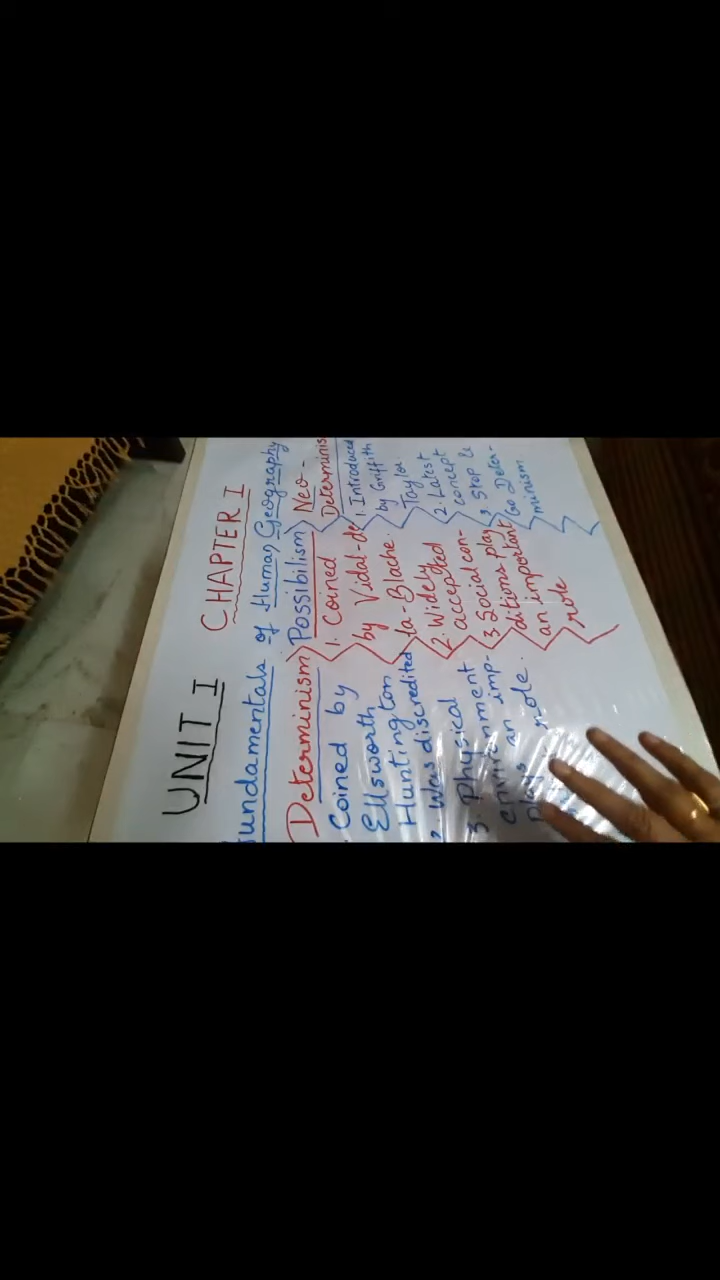 UNIT I
CHAPTER I
Fundamentals of Human Geography
Determinism
Coined by
Ellsworth
Huntington
2. Was discredited
3. Physical
environment
plays an imp-
role.
Possibilism
1. Coined
by Vidal-de
la-Blache.
2. Widely
accepted
3. Social con-
ditions play
an important
role
Neo-
Determinis
1. Introduced
by Griffith
Taylor
2. Latest
concept
3. Stop &
Go Deter-
minism